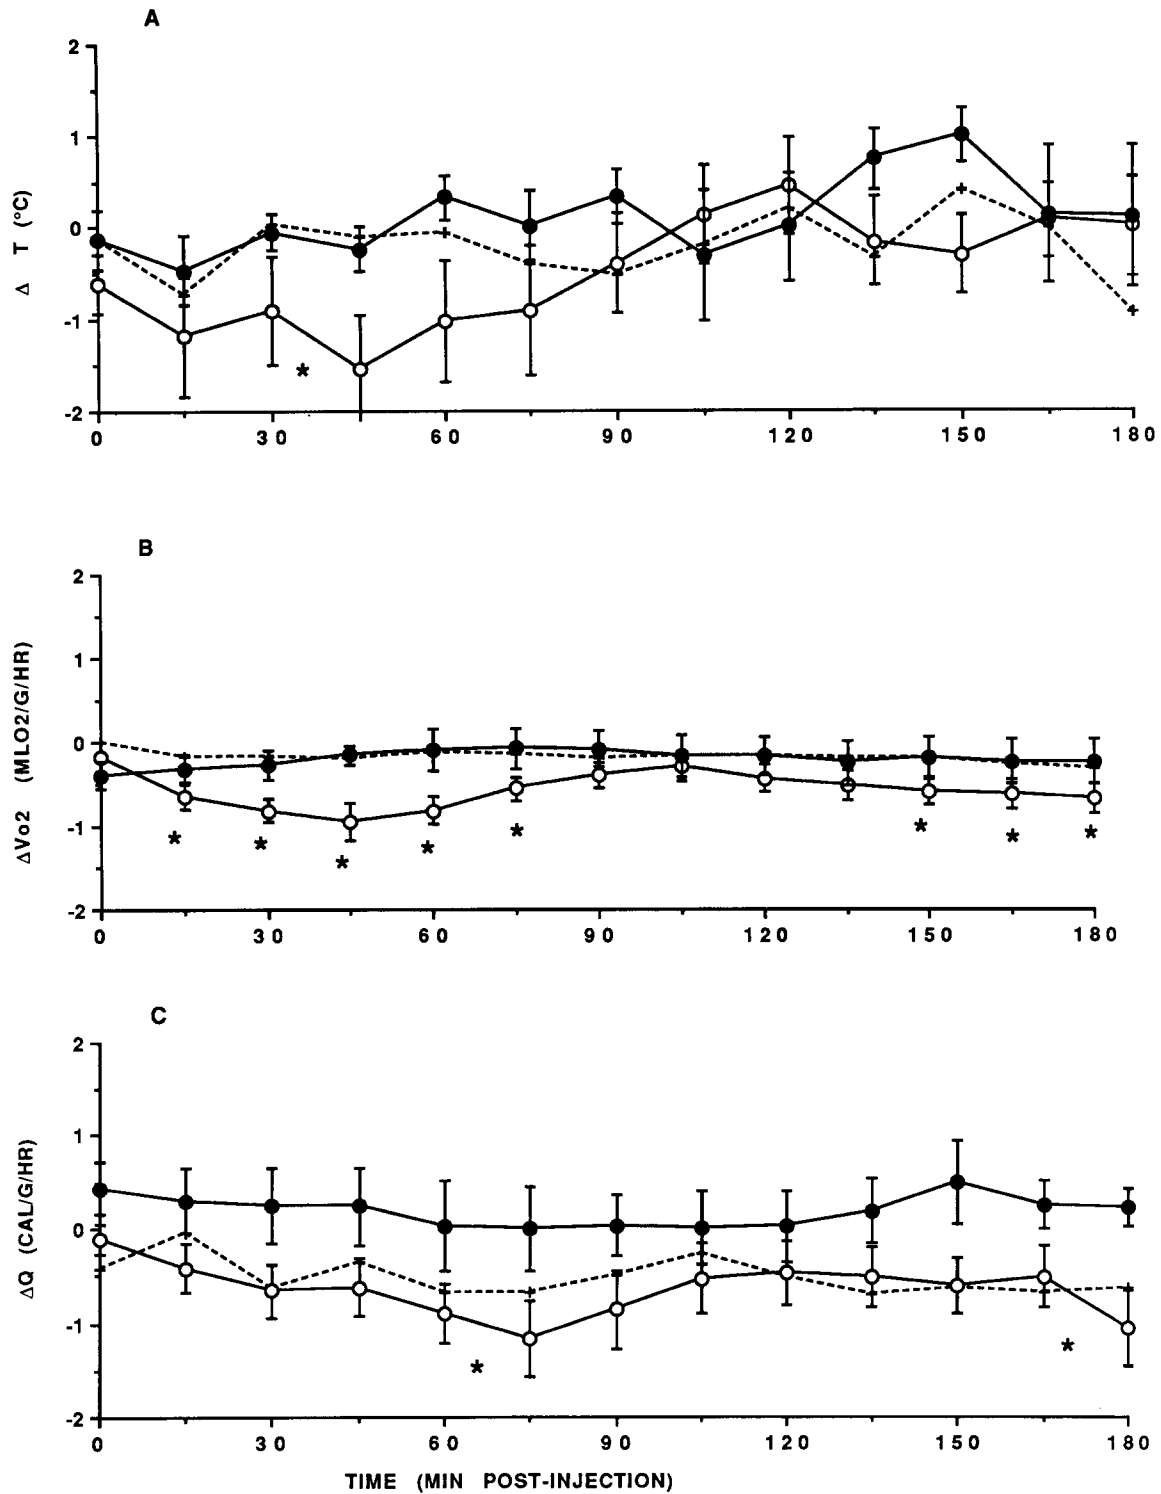 A
2
1
0
-1
-2
Δ T (°C)
*
0 30 60 90 120 150 180
B
2
1
0
-1
-2
ΔVo2 (MLO2/G/HR)
* * * * * * * *
0 30 60 90 120 150 180
C
2
1
0
-1
-2
ΔQ (CAL/G/HR)
* *
0 30 60 90 120 150 180
TIME (MIN POST-INJECTION)